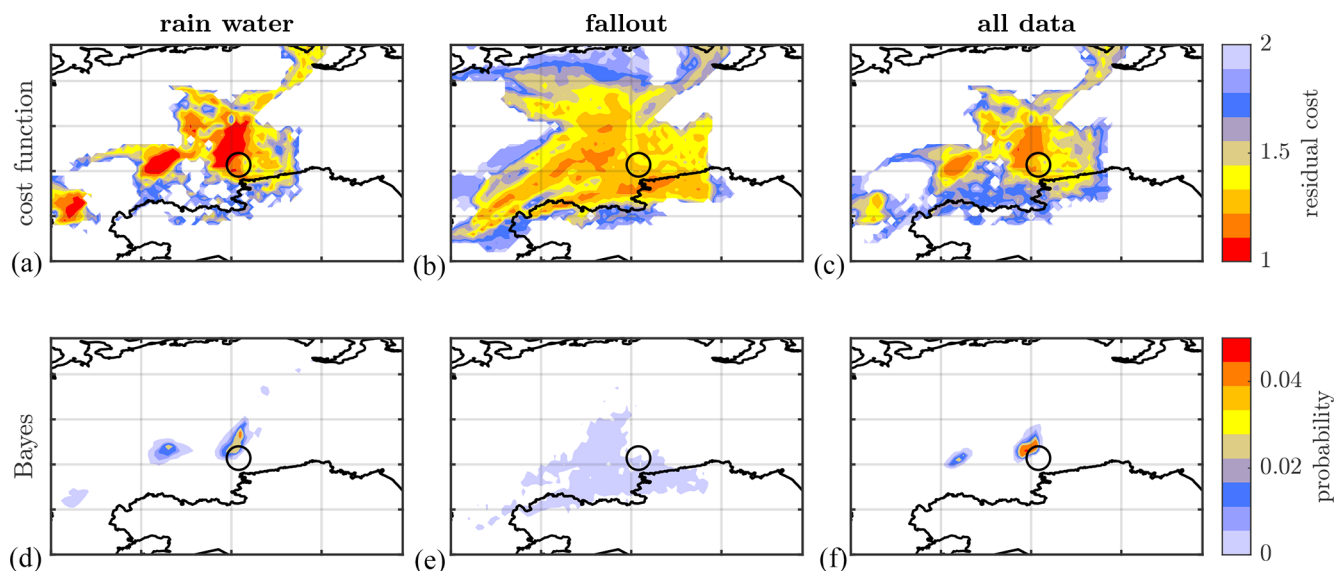 rain water
fallout
all data
cost function
(a)
(b)
(c)
2
1.5
1
residual cost
Bayes
(d)
(e)
(f)
0.04
0.02
0
probability